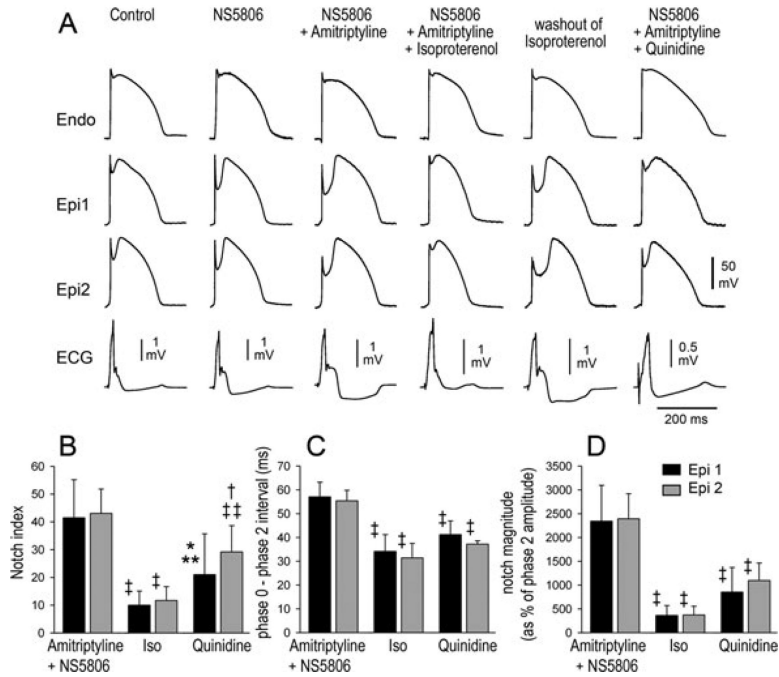 A
Control
NS5806
NS5806
+ Amitriptyline
NS5806
+ Amitriptyline
+ Isoproterenol
washout of
Isoproterenol
NS5806
+ Amitriptyline
+ Quinidine
Endo
Epi1
Epi2
50
mV
ECG
1
mV
1
mV
1
mV
1
mV
1
mV
0.5
mV
200 ms
B
Notch index
60
50
40
30
20
10
0
‡
‡
*
**
†
‡‡
Amitriptyline
+ NS5806
Iso
Quinidine
C
phase 0 - phase 2 interval (ms)
70
60
50
40
30
20
10
0
‡
‡
‡
‡
Amitriptyline
+ NS5806
Iso
Quinidine
D
notch magnitude
(as % of phase 2 amplitude)
3500
3000
2500
2000
1500
1000
500
0
Epi 1
Epi 2
‡
‡
‡
‡
Amitriptyline
+ NS5806
Iso
Quinidine